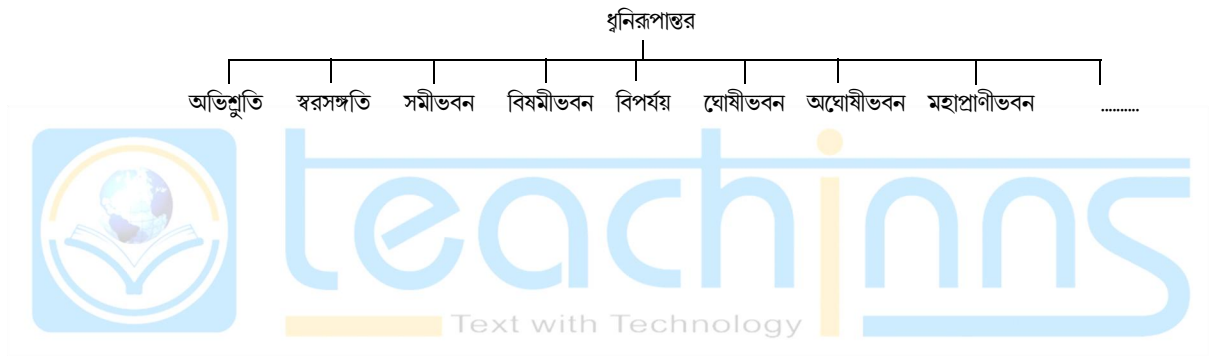 ধ্বনিরূপান্তর
অভিশ্রুতি স্বরসঙ্গতি সমীভবন বিষমীভবন বিপর্যয় ঘোষীভবন অঘোষীভবন মহাপ্রাণীভবন ..........
teachinns
Text with Technology